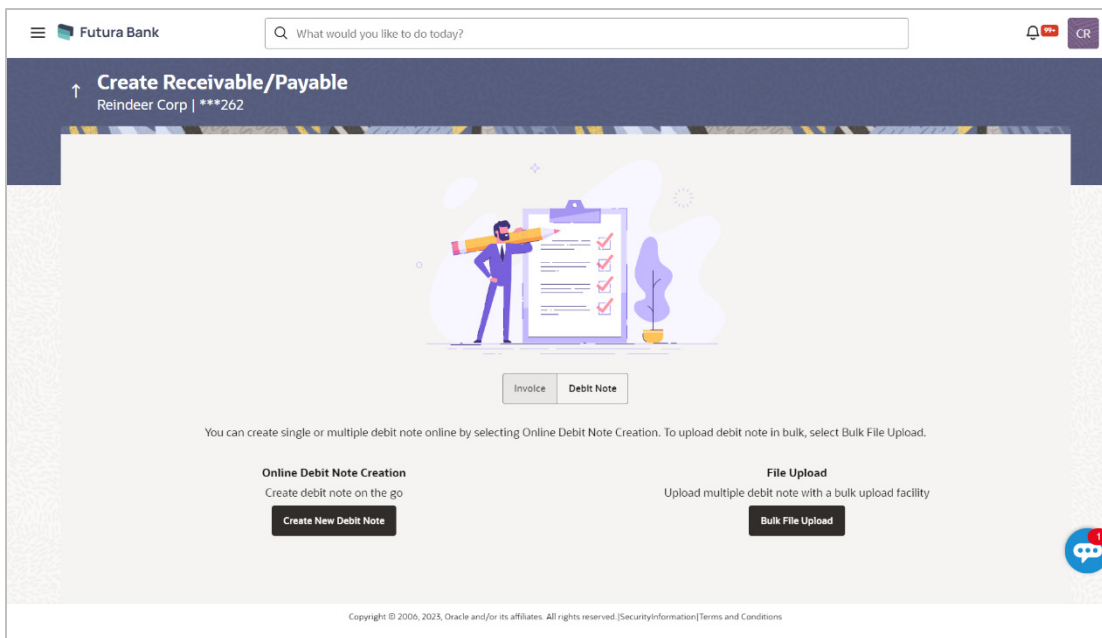 Futura Bank
What would you like to do today?
99+
CR
Create Receivable/Payable
Reindeer Corp | ***262
Invoice
Debit Note
You can create single or multiple debit note online by selecting Online Debit Note Creation. To upload debit note in bulk, select Bulk File Upload.
Online Debit Note Creation
File Upload
Create debit note on the go
Upload multiple debit note with a bulk upload facility
Create New Debit Note
Bulk File Upload
1
Copyright © 2006, 2023, Oracle and/or its affiliates. All rights reserved.|SecurityInformation|Terms and Conditions